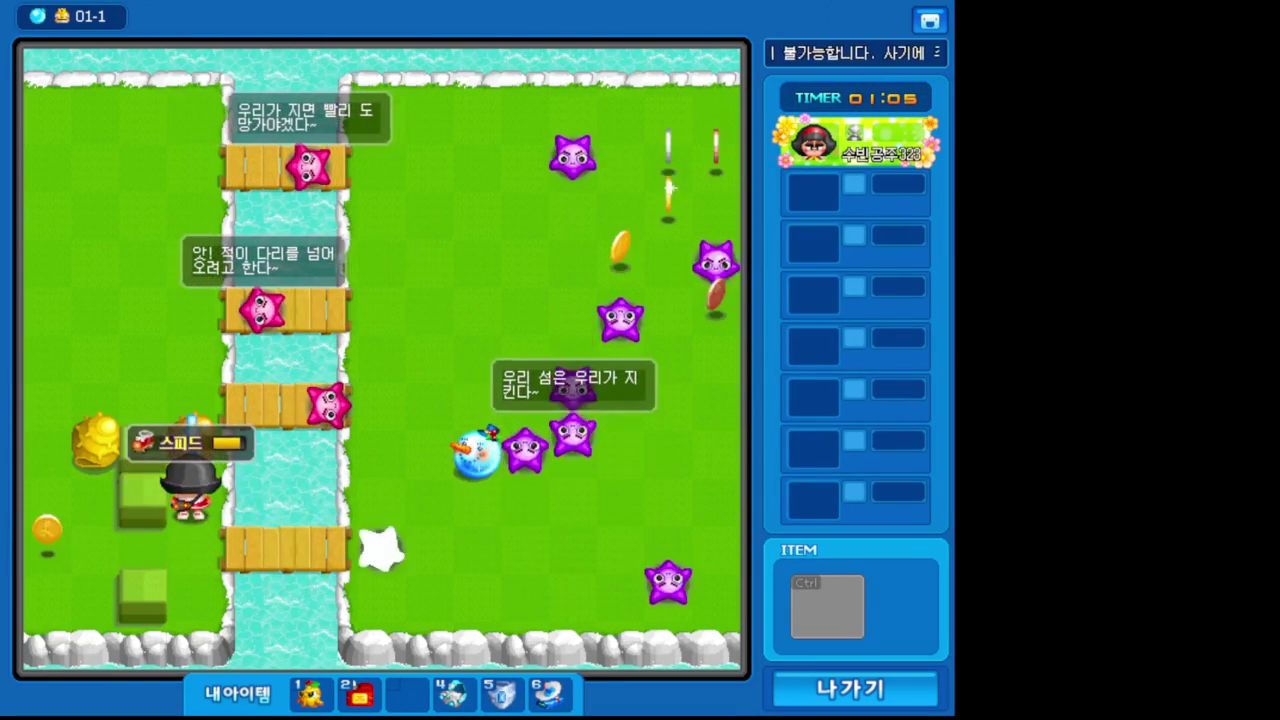 01-1
불가능합니다. 사기에
TIMER 01:05
수빈공주023
우리가 지면 빨리 도
망가야겠다~
앗! 적이 다리를 넘어
오려고 한다~
우리 섬은 우리가 지
킨다~
스피드
ITEM
Ctrl
내아이템
1
2
4
5
6
나가기